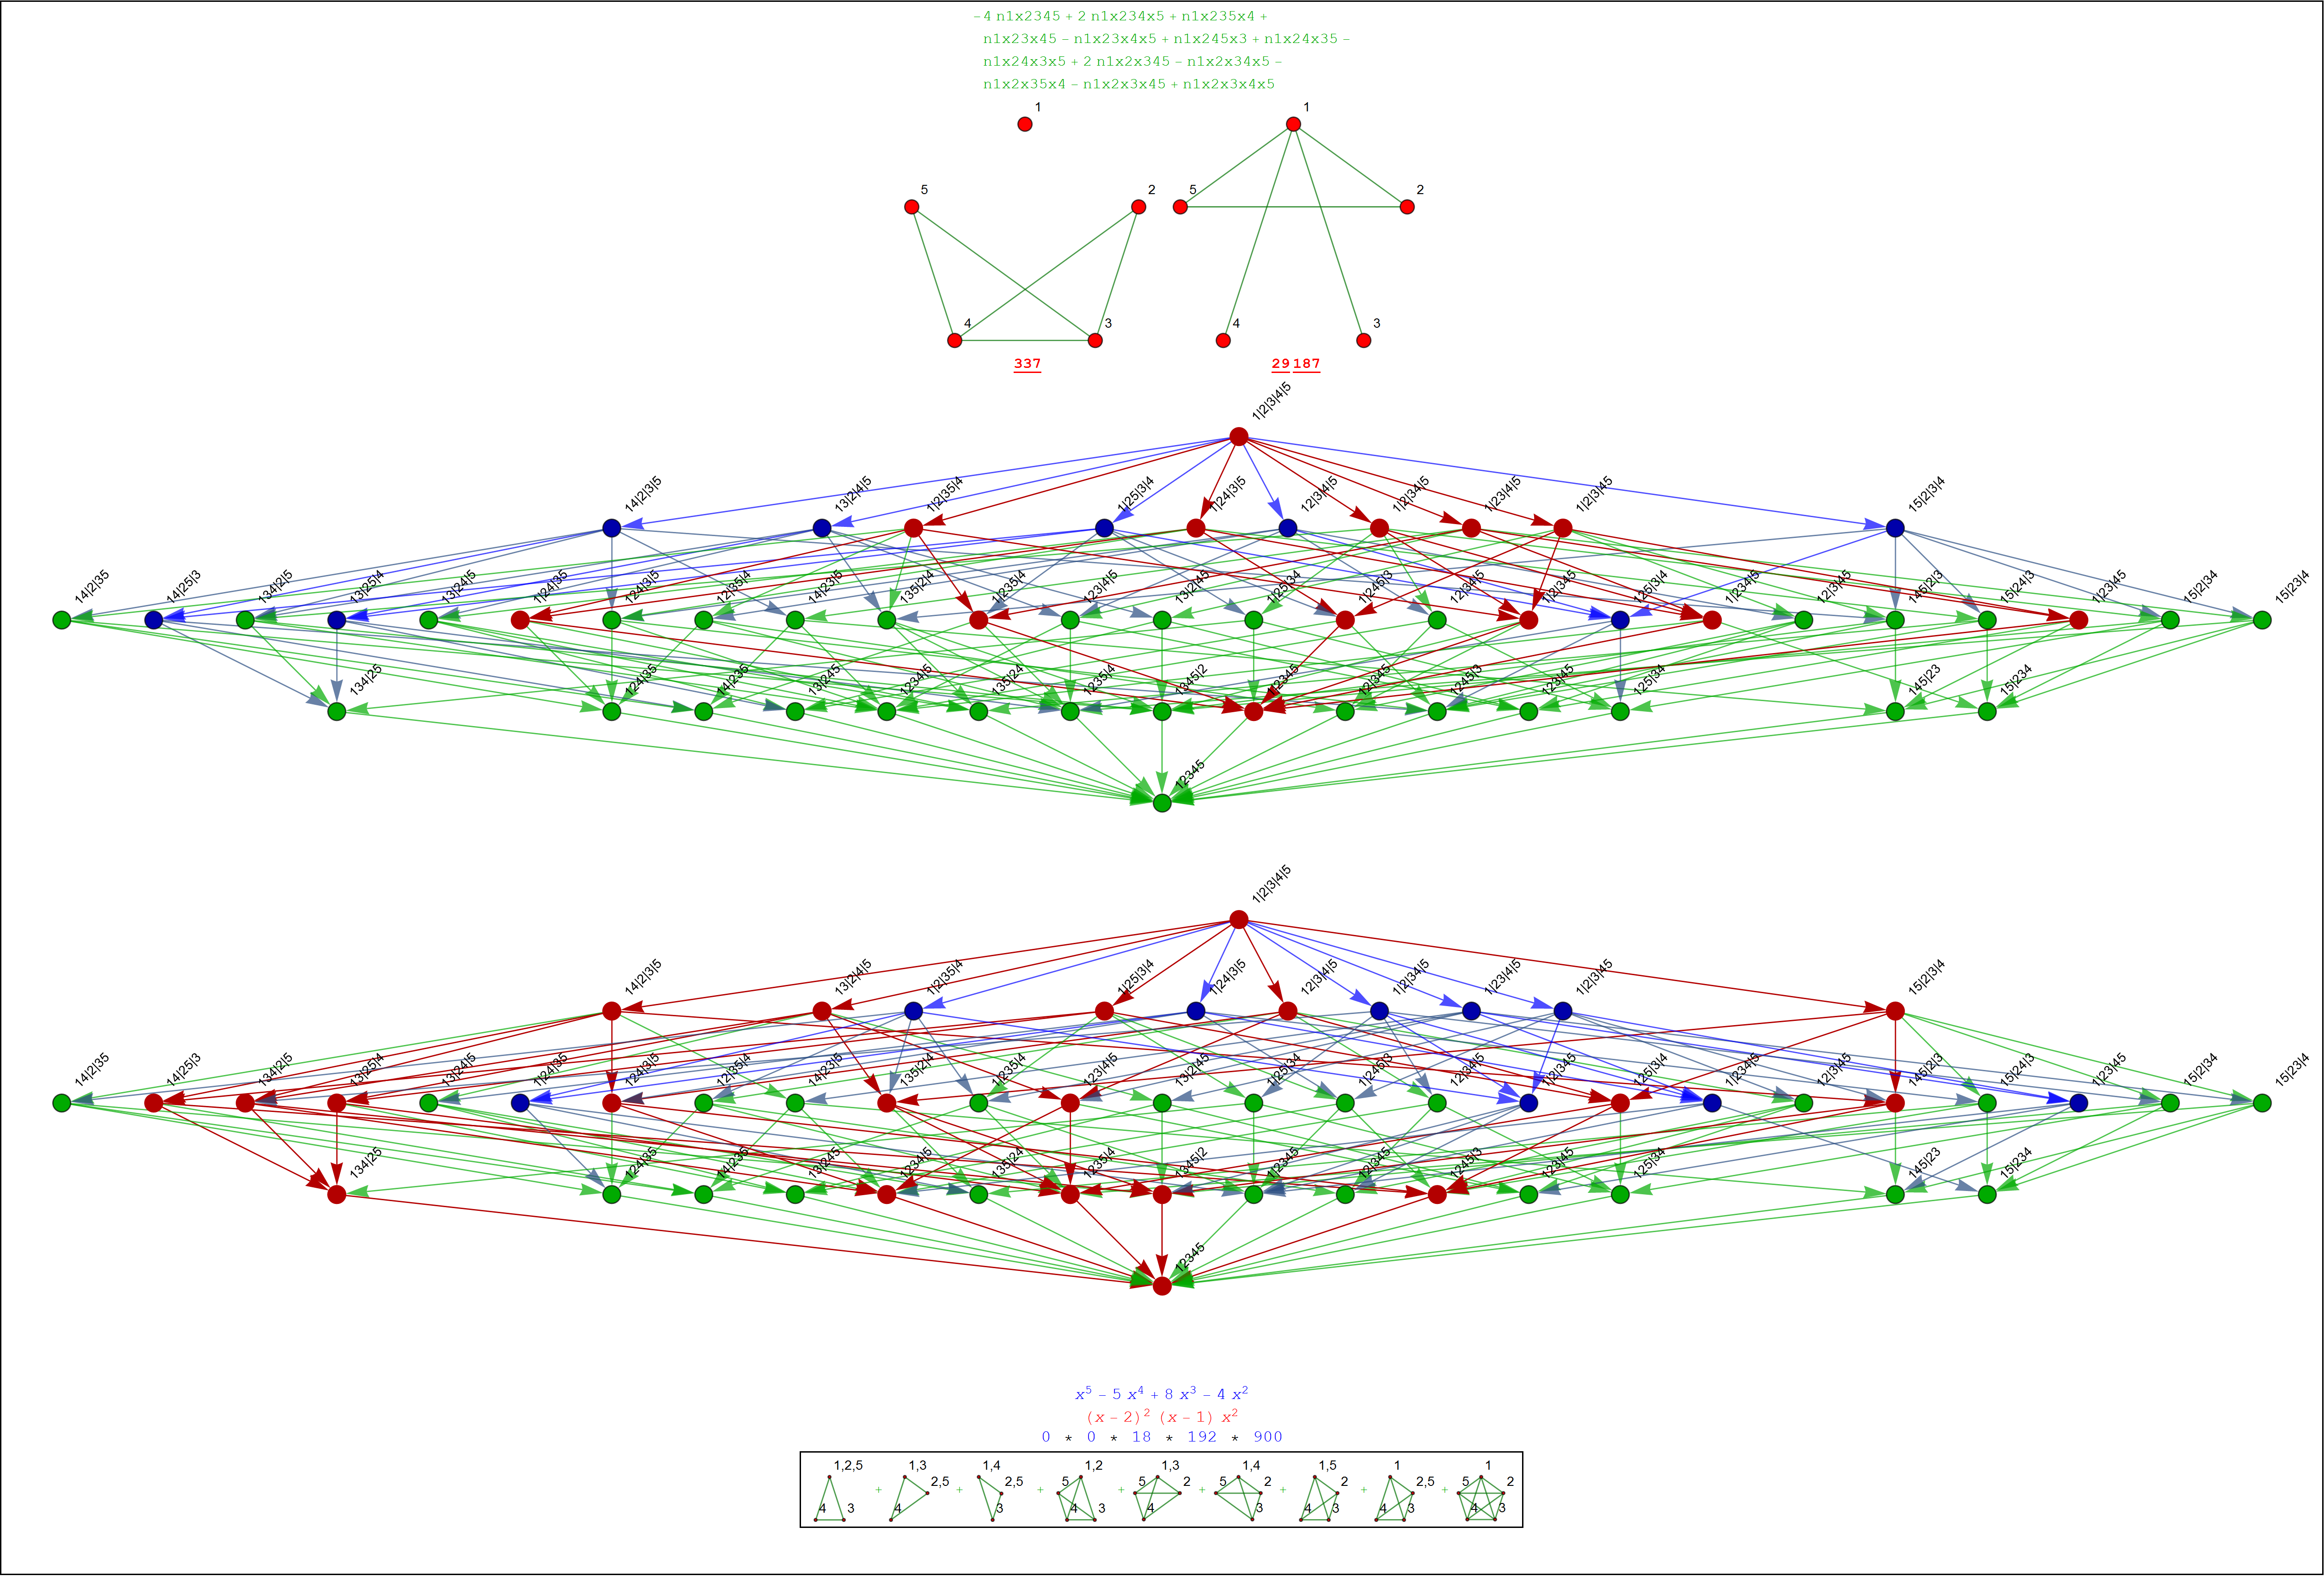 −4 n1x2345 + 2 n1x234x5 + n1x235x4 +
n1x23x45 − n1x23x4x5 + n1x245x3 + n1x24x35 −
n1x24x3x5 + 2 n1x2x345 − n1x2x34x5 −
n1x2x35x4 − n1x2x3x45 + n1x2x3x4x5
1 1
5 2 5 2
4 3 4 3
337 29187
1|2|3|4|5
14|2|3|5 13|2|4|5 1|2|35|4 1|25|3|4 1|24|3|5 12|3|4|5 1|2|34|5 1|23|4|5 1|2|3|45 15|2|3|4
14|2|35 14|25|3 134|2|5 13|25|4 13|24|5 1|24|35 124|3|5 12|35|4 14|23|5 135|2|4 1|235|4 123|4|5 13|2|45 1|25|34 1|245|3 12|34|5 1|2|345 125|3|4 1|234|5 12|3|45 145|2|3 15|24|3 1|23|45 15|2|34 15|23|4
134|25 124|35 14|235 13|245 1234|5 135|24 1235|4 1345|2 1|2345 12|345 1245|3 123|45 125|34 145|23 15|234
12345
1|2|3|4|5
14|2|3|5 13|2|4|5 1|2|35|4 1|25|3|4 1|24|3|5 12|3|4|5 1|2|34|5 1|23|4|5 1|2|3|45 15|2|3|4
14|2|35 14|25|3 134|2|5 13|25|4 13|24|5 1|24|35 124|3|5 12|35|4 14|23|5 135|2|4 1|235|4 123|4|5 13|2|45 1|25|34 1|245|3 12|34|5 1|2|345 125|3|4 1|234|5 12|3|45 145|2|3 15|24|3 1|23|45 15|2|34 15|23|4
134|25 124|35 14|235 13|245 1234|5 135|24 1235|4 1345|2 1|2345 12|345 1245|3 123|45 125|34 145|23 15|234
12345
x⁵ − 5 x⁴ + 8 x³ − 4 x²
(x − 2)² (x − 1) x²
0 * 0 * 18 * 192 * 900
1,2,5 1,3 1,4 1,2 1,3 1,4 1,5 1 1
2,5 2,5 5 5 2 5 2 2 2,5 5 2
4 3 + 4 + 3 + 4 3 + 4 + 3 + 4 3 + 4 3 + 4 3